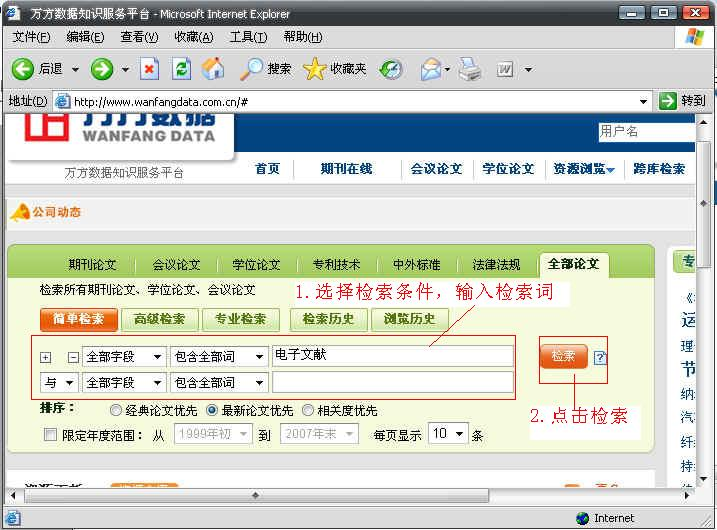 万方数据知识服务平台 - Microsoft Internet Explorer
文件(F) 编辑(E) 查看(V) 收藏(A) 工具(T) 帮助(H)
后退 搜索 收藏夹
地址(D) http://www.wanfangdata.com.cn/# 转到
万方数据
WANFANG DATA
用户名
万方数据知识服务平台
首页 期刊在线 会议论文 学位论文 资源浏览 跨库检索
公司动态
期刊论文 会议论文 学位论文 专利技术 中外标准 法律法规 全部论文
专
检索所有期刊论文、学位论文、会议论文
1.选择检索条件，输入检索词
简单检索 高级检索 专业检索 检索历史 浏览历史
全部字段 包含全部词 电子文献
检索 ?
与 全部字段 包含全部词
2.点击检索
排序： 经典论文优先 最新论文优先 相关度优先
限定年度范围： 从 1999年初 到 2007年末 每页显示 10 条
《
运
理
节
纳
汽
纤
持
Internet